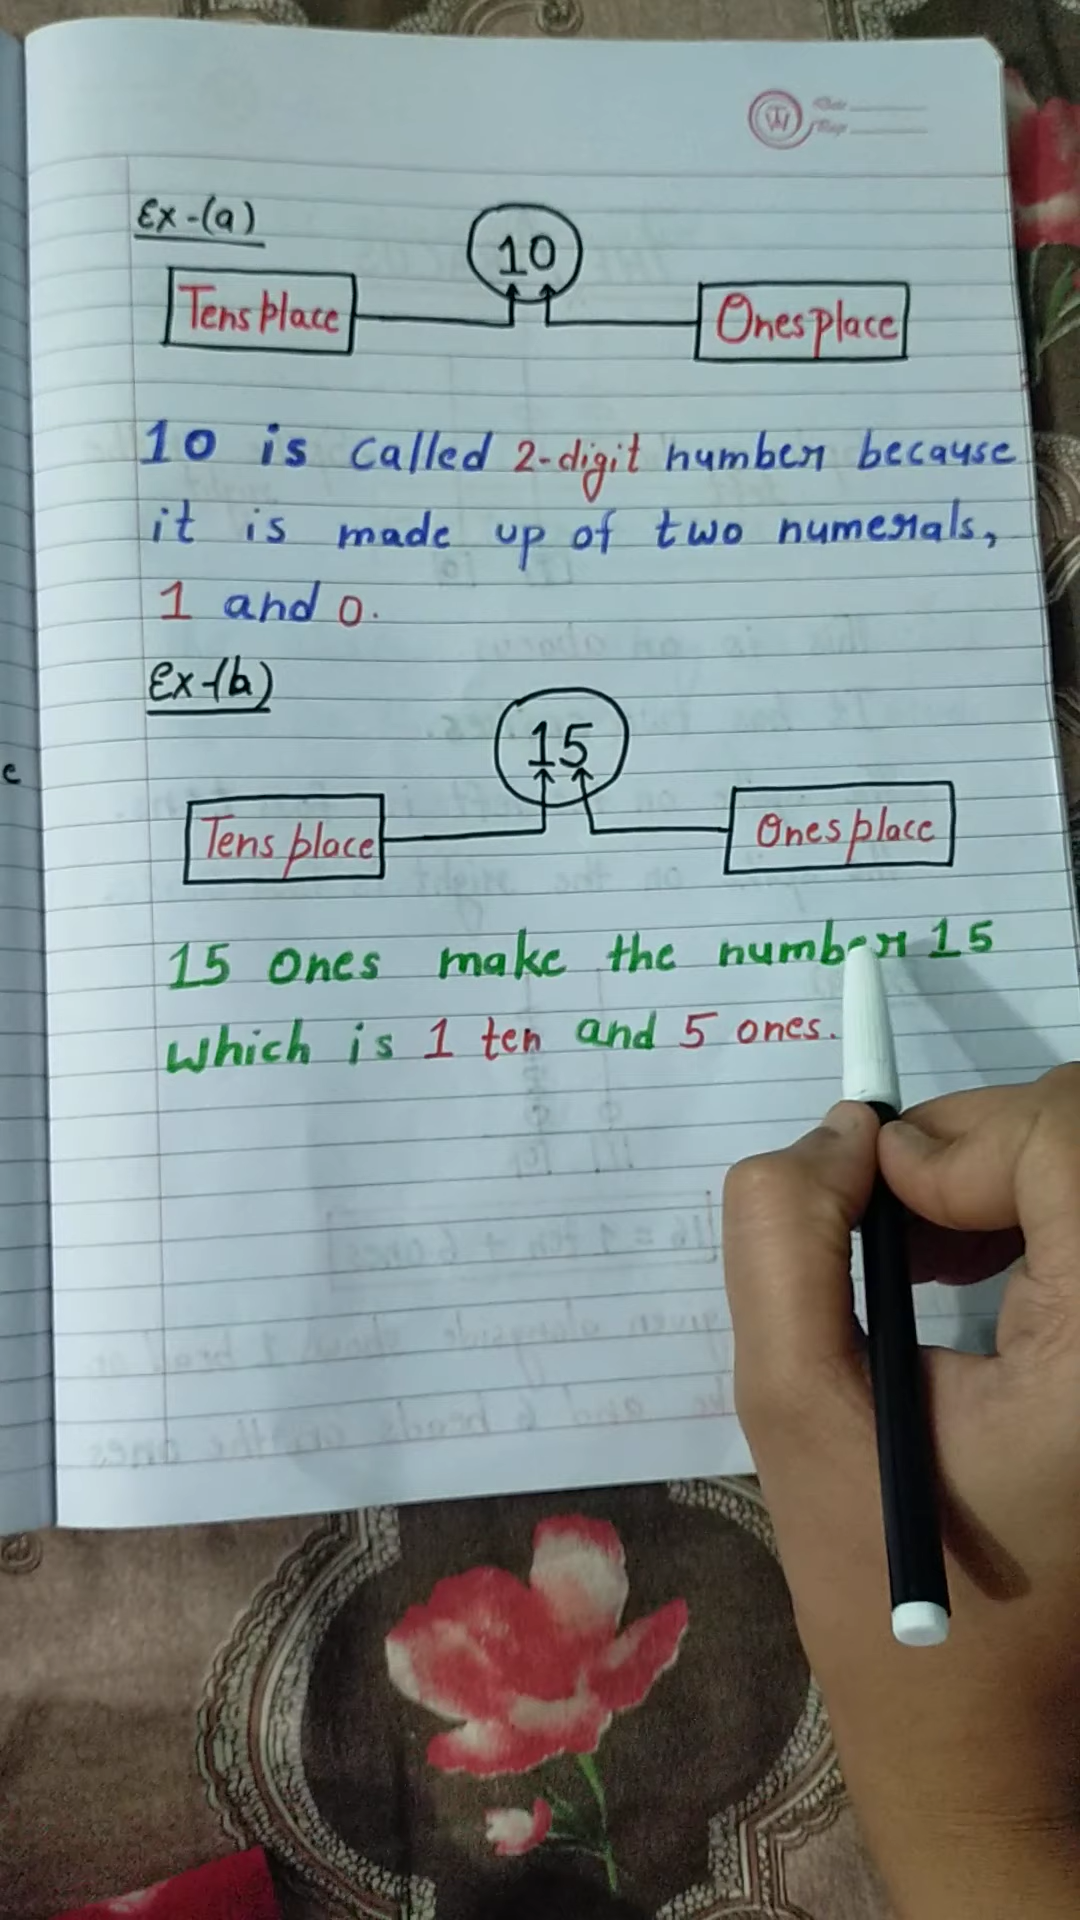 Date
Page
Ex-(a)
10
Tens place
Ones place
10 is called 2-digit number because
it is made up of two numerals,
1 and 0.
Ex-(b)
15
Tens place
Ones place
15 ones make the number 15
which is 1 ten and 5 ones.
e